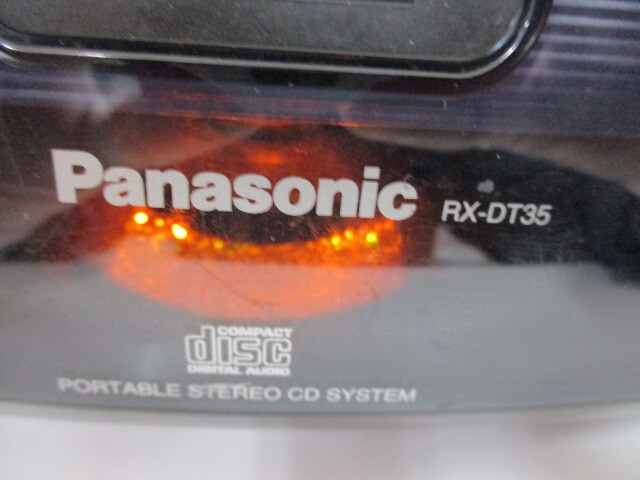 Panasonic RX-DT35
COMPACT
disc
DIGITAL AUDIO
PORTABLE STEREO CD SYSTEM